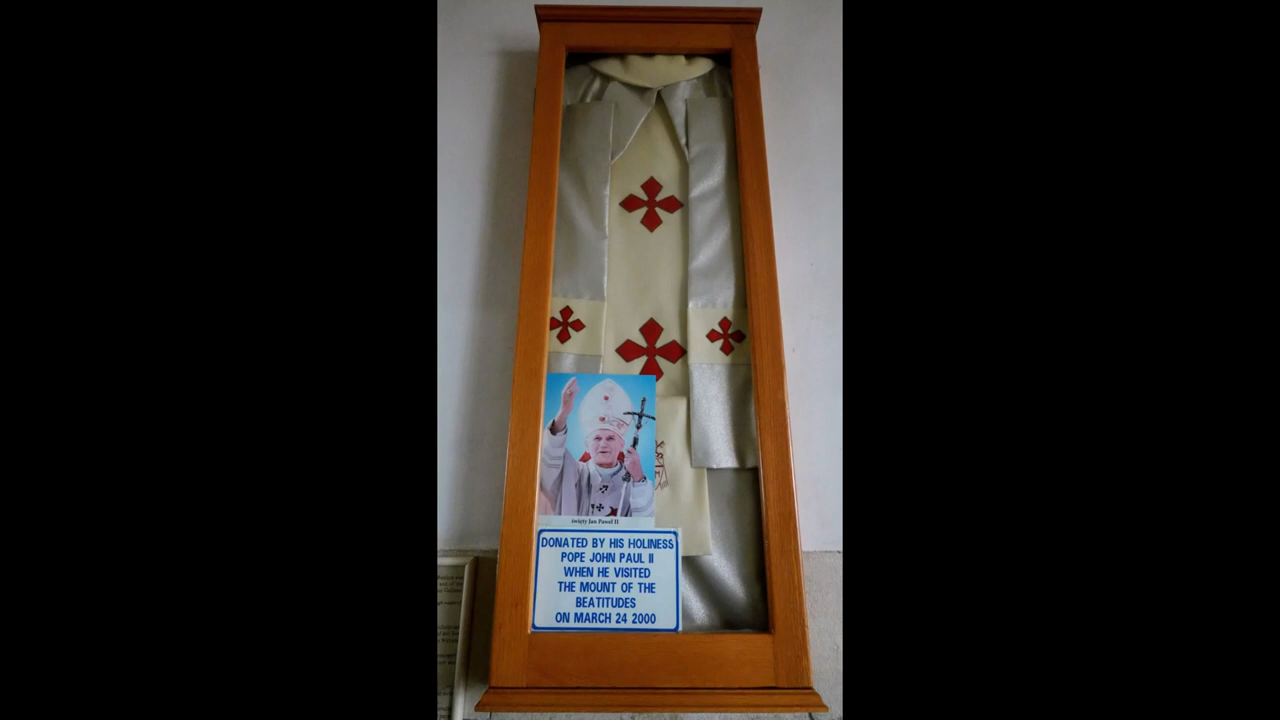 święty Jan Paweł II
DONATED BY HIS HOLINESS
POPE JOHN PAUL II
WHEN HE VISITED
THE MOUNT OF THE
BEATITUDES
ON MARCH 24 2000